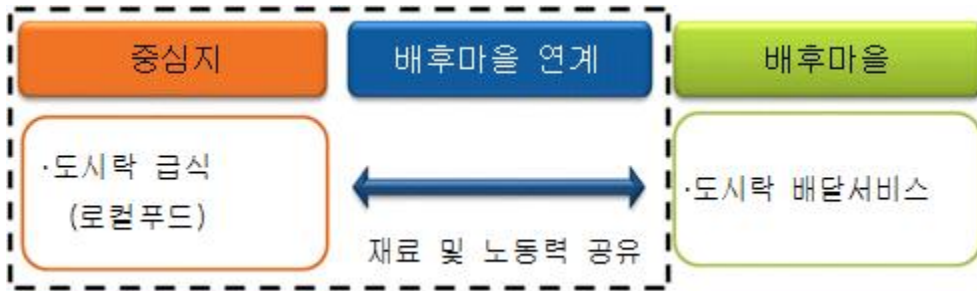 중심지
배후마을 연계
배후마을
·도시락 급식
(로컬푸드)
재료 및 노동력 공유
·도시락 배달서비스